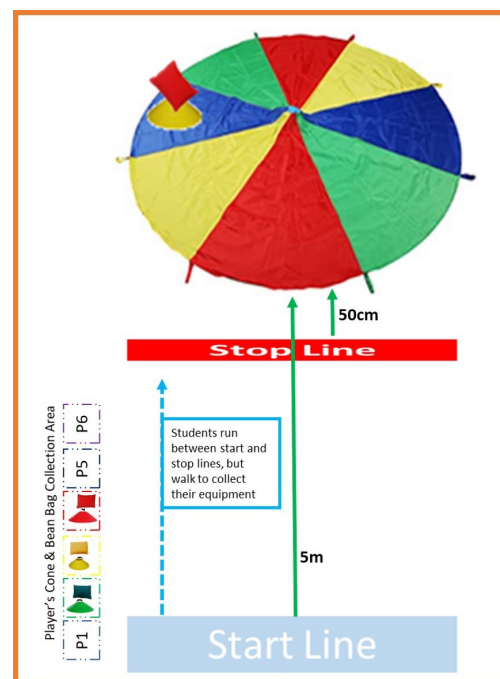 50cm
Stop Line
Students run
between start and
stop lines, but
walk to collect
their equipment
5m
Player's Cone & Bean Bag Collection Area
P6
P5
P1
Start Line